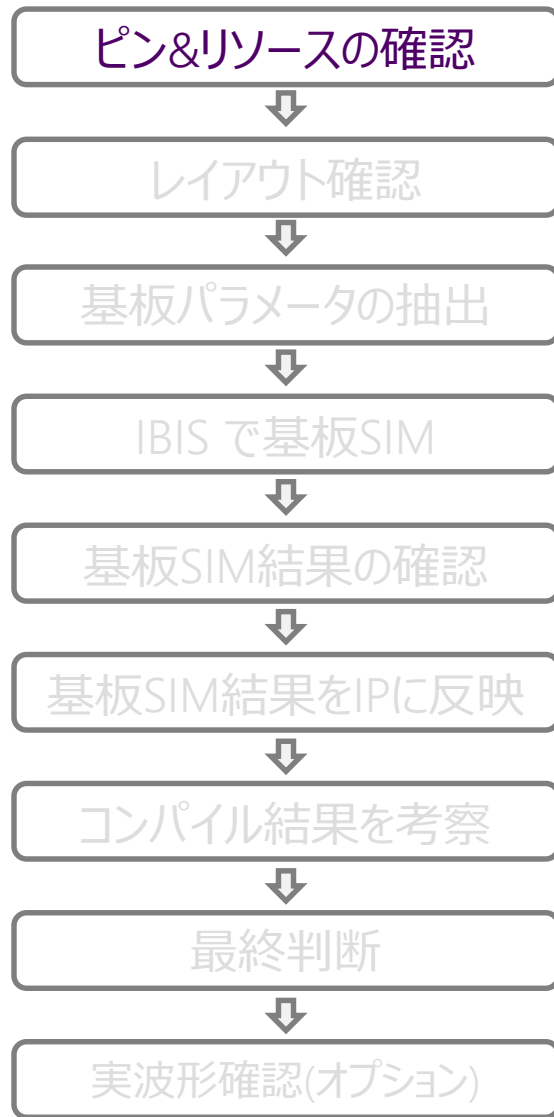 ピン&リソースの確認
レイアウト確認
基板パラメータの抽出
IBIS で基板SIM
基板SIM結果の確認
基板SIM結果をIPに反映
コンパイル結果を考察
最終判断
実波形確認(オプション)